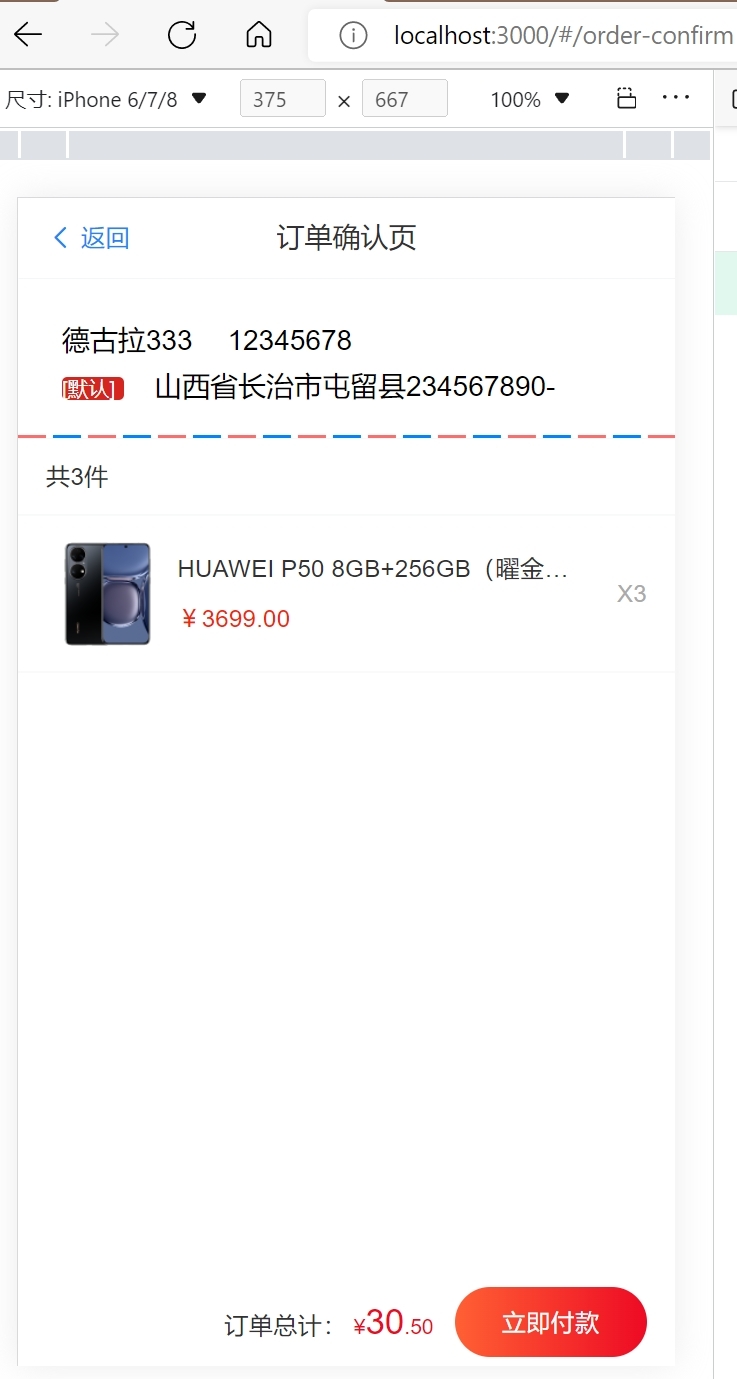 localhost:3000/#/order-confirm
尺寸: iPhone 6/7/8 375 × 667 100% ···
返回 订单确认页
德古拉333 12345678
[默认] 山西省长治市屯留县234567890-
共3件
HUAWEI P50 8GB+256GB（曜金...
￥3699.00
X3
订单总计： ¥30.50 立即付款